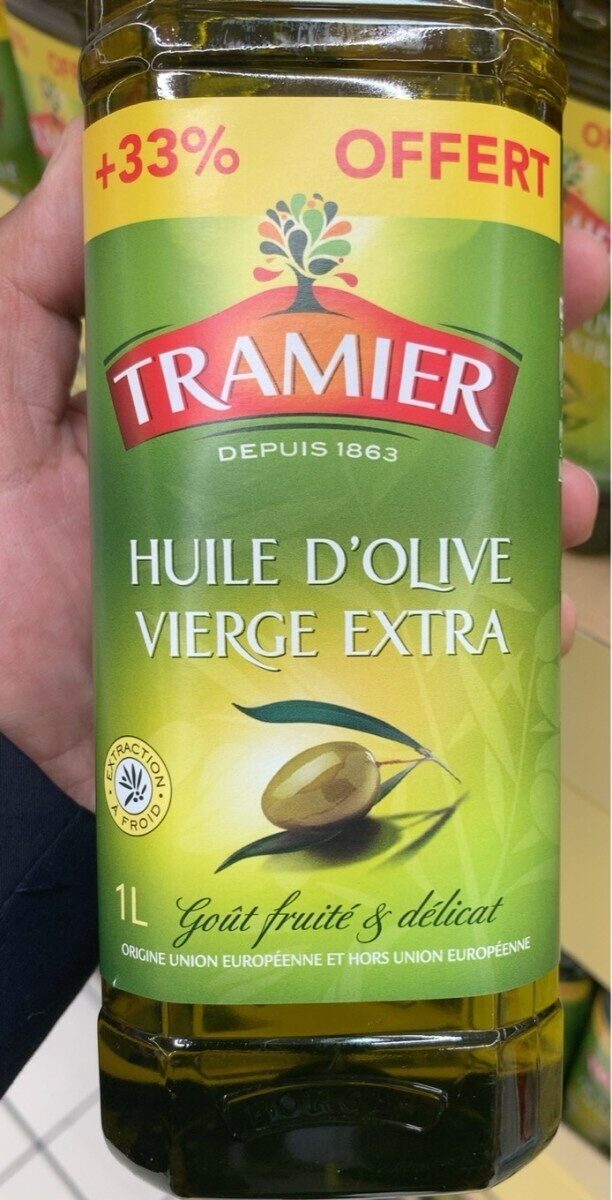 +33% OFFERT
TRAMIER
DEPUIS 1863
HUILE D'OLIVE
VIERGE EXTRA
EXTRACTION
À FROID
1L Goût fruité & délicat
ORIGINE UNION EUROPÉENNE ET HORS UNION EUROPÉENNE